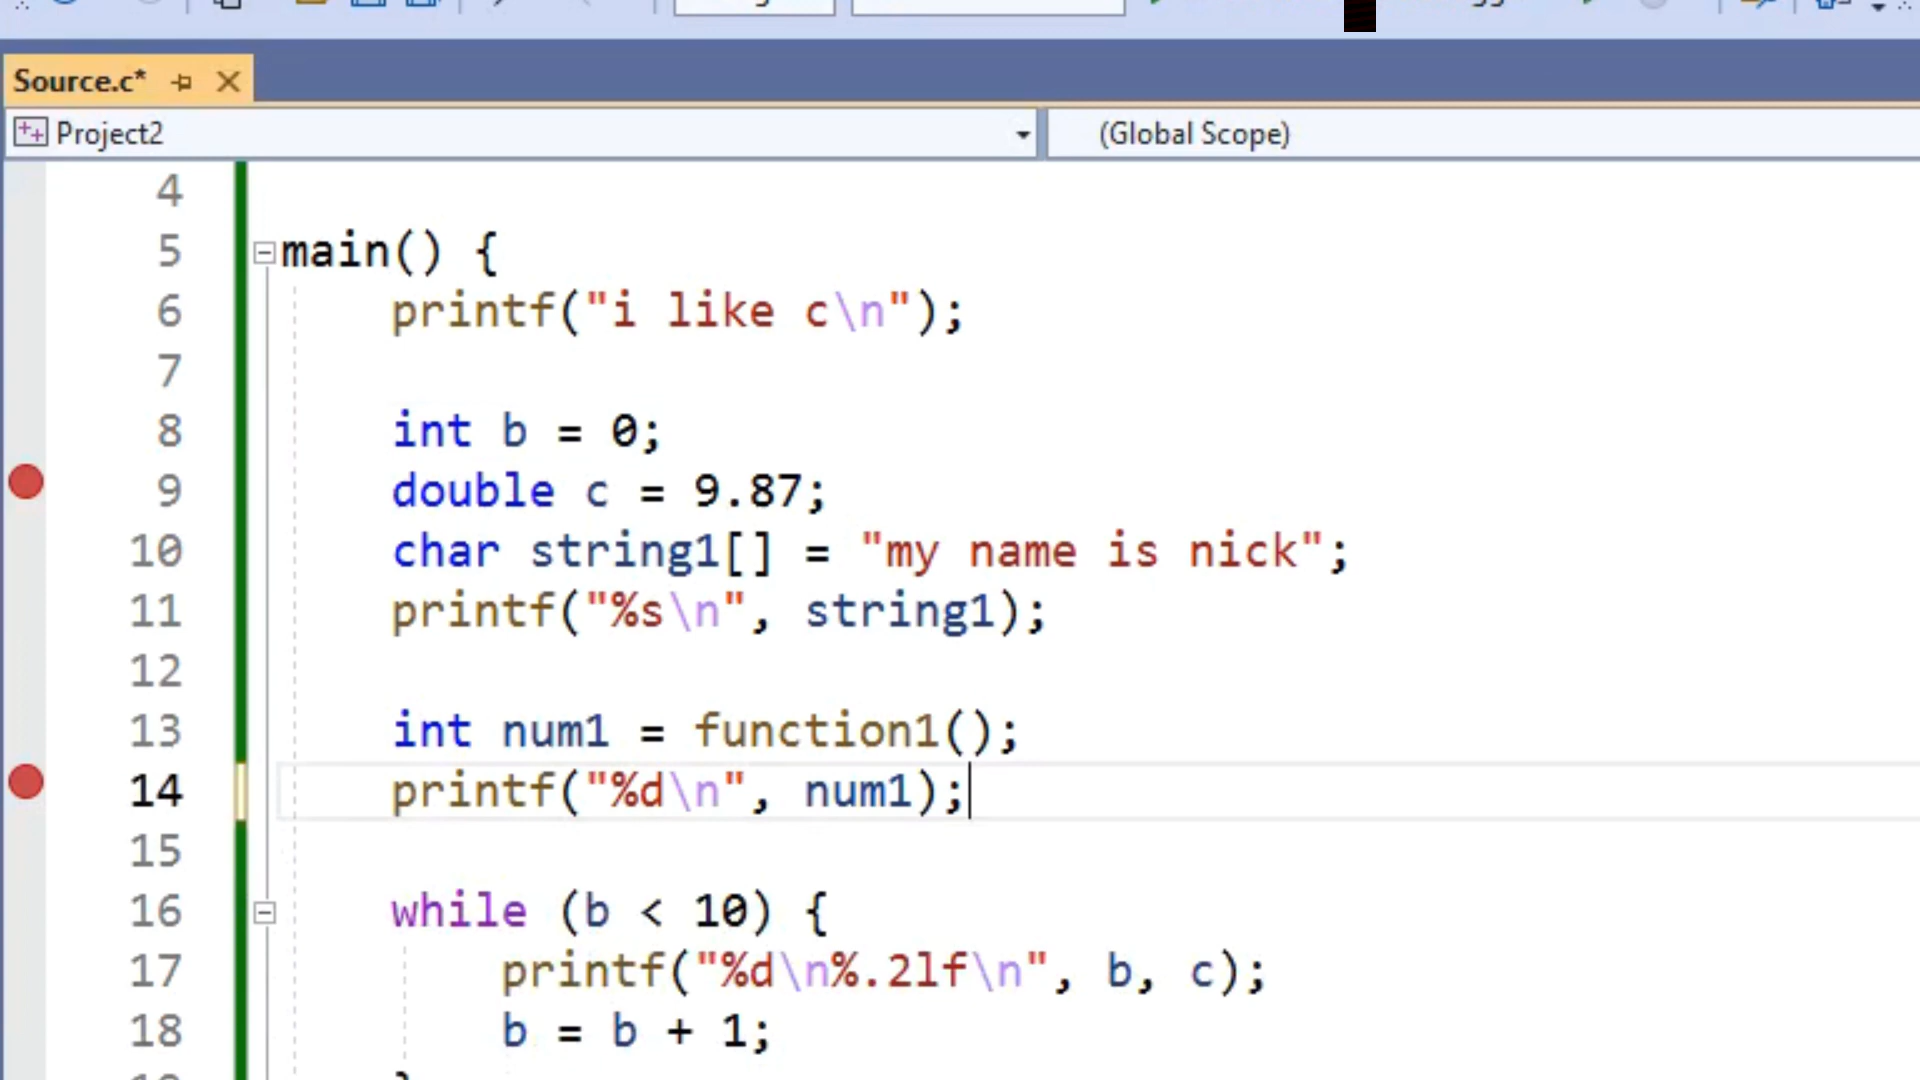 Source.c*
Project2
(Global Scope)
4
5 main() {
6 printf("i like c\n");
7
8 int b = 0;
9 double c = 9.87;
10 char string1[] = "my name is nick";
11 printf("%s\n", string1);
12
13 int num1 = function1();
14 printf("%d\n", num1);
15
16 while (b < 10) {
17 printf("%d\n%.2lf\n", b, c);
18 b = b + 1;